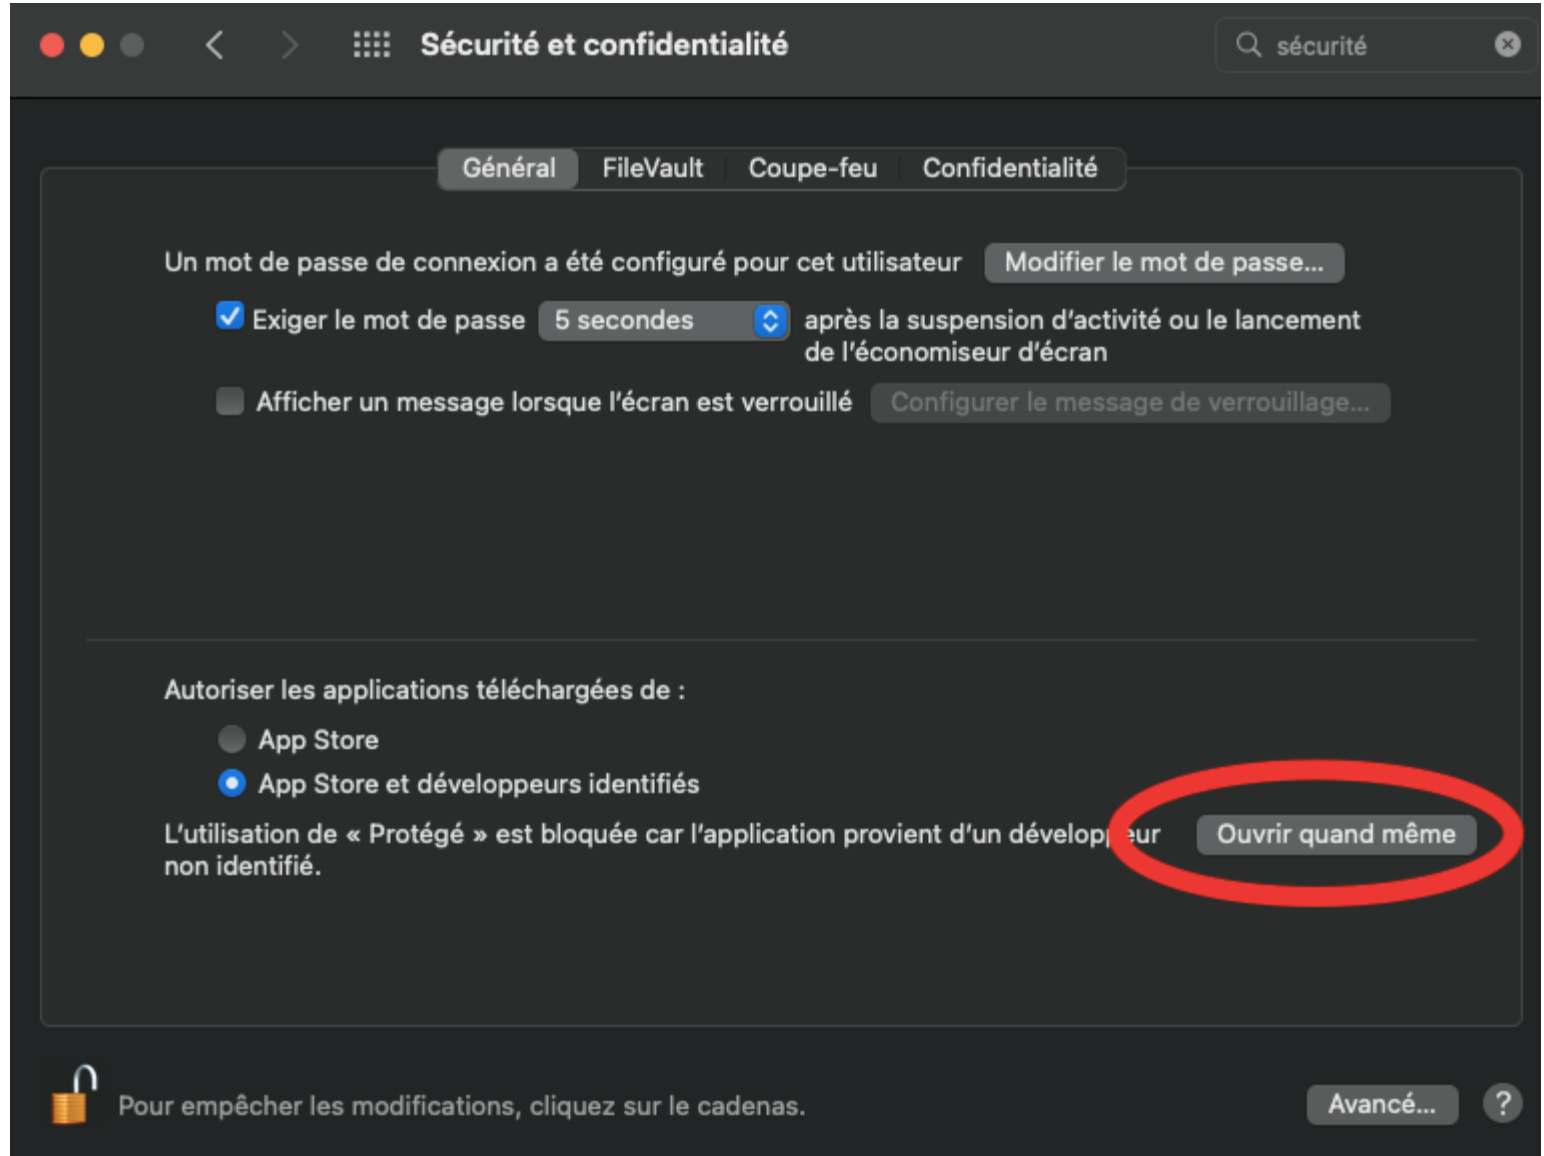 Sécurité et confidentialité
sécurité
Général FileVault Coupe-feu Confidentialité
Un mot de passe de connexion a été configuré pour cet utilisateur Modifier le mot de passe...
Exiger le mot de passe 5 secondes après la suspension d'activité ou le lancement
de l'économiseur d'écran
Afficher un message lorsque l'écran est verrouillé Configurer le message de verrouillage...
Autoriser les applications téléchargées de :
App Store
App Store et développeurs identifiés
L'utilisation de « Protégé » est bloquée car l'application provient d'un développeur Ouvrir quand même
non identifié.
Pour empêcher les modifications, cliquez sur le cadenas. Avancé... ?